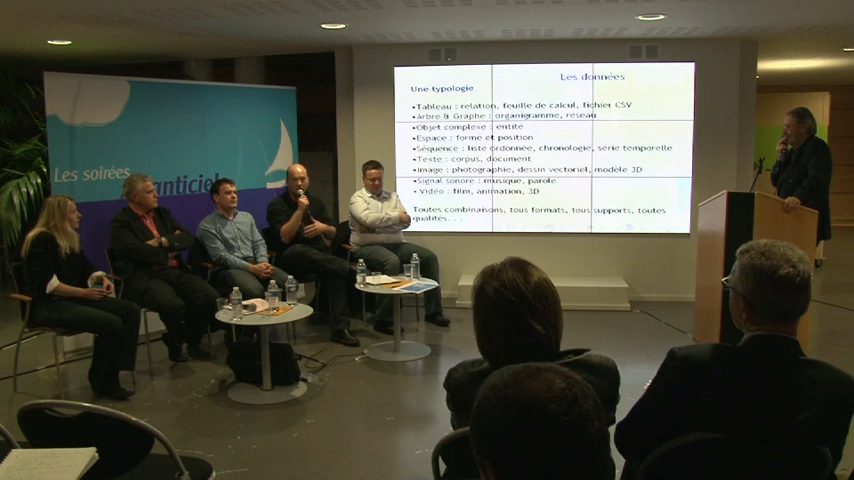 Les données
Une typologie
•Tableau : relation, feuille de calcul, fichier CSV
•Arbre & Graphe : organigramme, réseau
•Objet complexe : entité
•Espace : forme et position
•Séquence : liste ordonnée, chronologie, série temporelle
•Texte : corpus, document
•Image : photographie, dessin vectoriel, modèle 3D
•Signal sonore : musique, parole
• Vidéo : film, animation, 3D
Toutes combinaisons, tous formats, tous supports, toutes
qualités, . . .
Les soirées